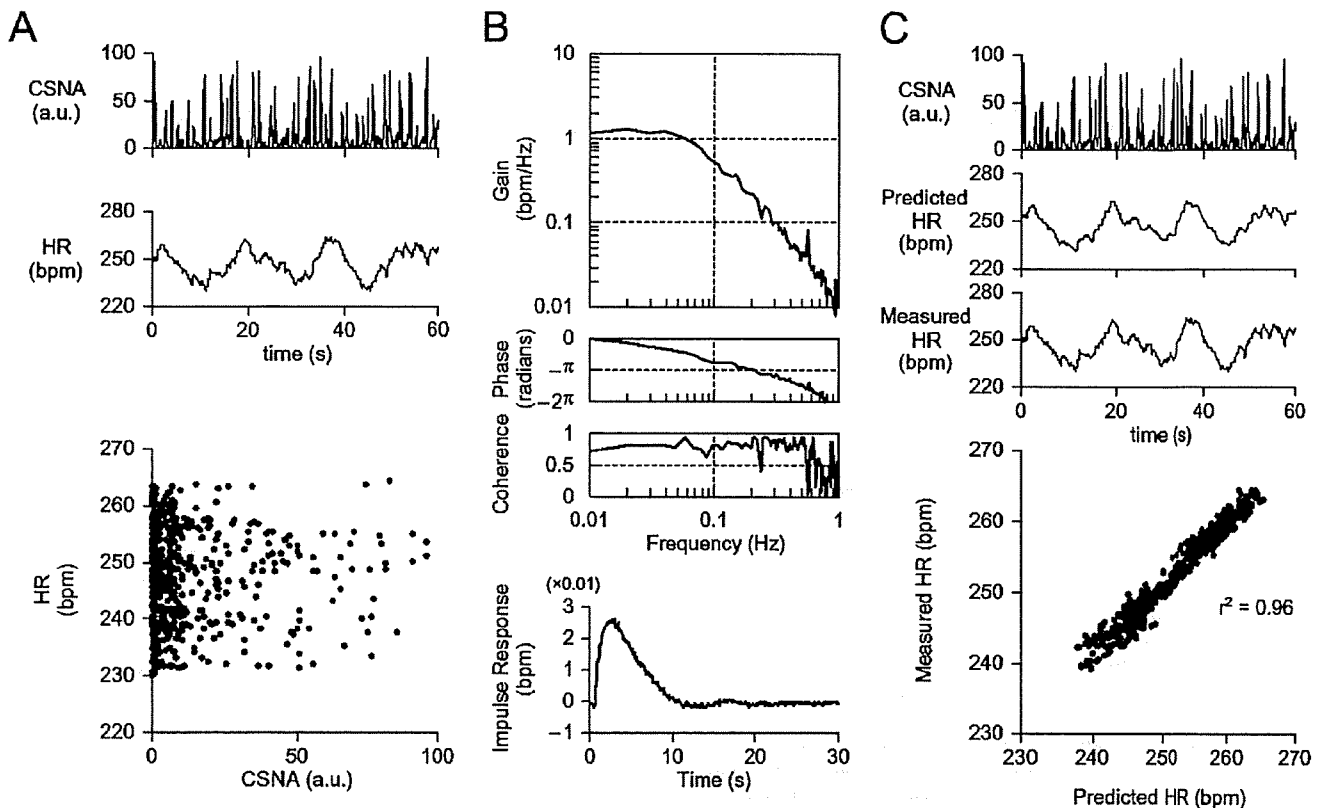 A
CSNA
(a.u.)
100
50
0
HR
(bpm)
280
250
220
0 20 40 60
time (s)
HR
(bpm)
270
260
250
240
230
220
0 50 100
CSNA (a.u.)
B
Gain
(bpm/Hz)
10
1
0.1
0.01
Phase
(radians)
0
−π
−2π
Coherence
1
0.5
0
0.01 0.1 1
Frequency (Hz)
Impulse Response
(bpm)
(×0.01)
3
2
1
0
−1
0 10 20 30
Time (s)
C
CSNA
(a.u.)
100
50
0
Predicted
HR
(bpm)
280
250
220
Measured
HR
(bpm)
280
250
220
0 20 40 60
time (s)
Measured HR (bpm)
270
260
250
240
230
r² = 0.96
230 240 250 260 270
Predicted HR (bpm)